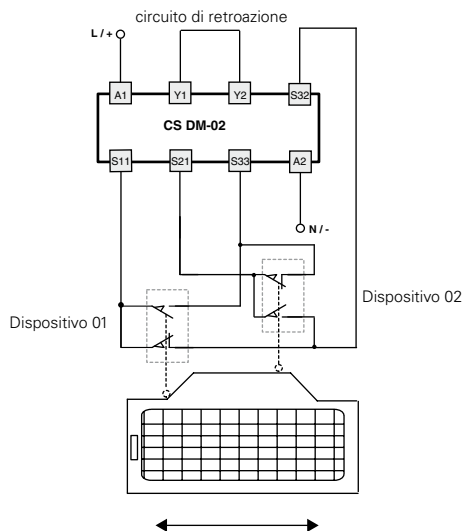 circuito di retroazione
L / +
A1
Y1
Y2
S32
CS DM-02
S11
S21
S33
A2
N / -
Dispositivo 01
Dispositivo 02